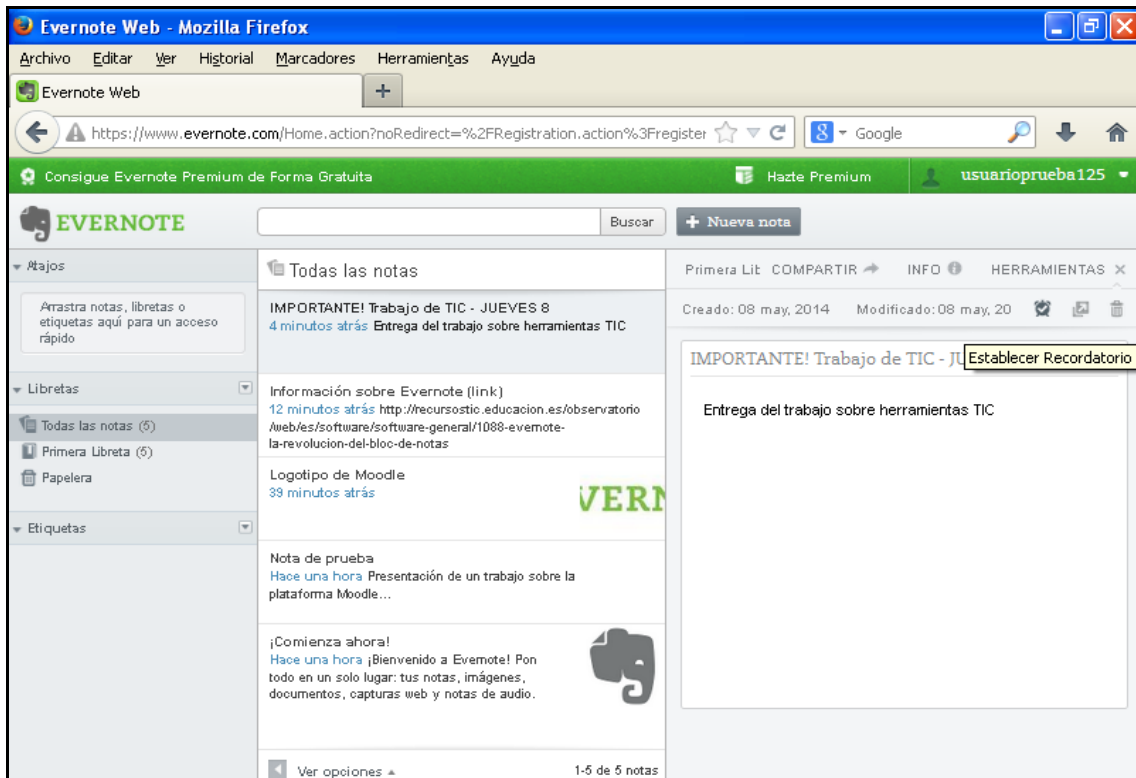 Evernote Web - Mozilla Firefox
Archivo Editar Ver Historial Marcadores Herramientas Ayuda
Evernote Web
https://www.evernote.com/Home.action?noRedirect=%2FRegistration.action%3Fregister
Google
Consigue Evernote Premium de Forma Gratuita
Hazte Premium
usuarioprueba125
EVERNOTE
Buscar
+ Nueva nota
Atajos
Arrastra notas, libretas o
etiquetas aquí para un acceso
rápido
Libretas
Todas las notas (5)
Primera Libreta (5)
Papelera
Etiquetas
Todas las notas
IMPORTANTE! Trabajo de TIC - JUEVES 8
4 minutos atrás Entrega del trabajo sobre herramientas TIC
Información sobre Evernote (link)
12 minutos atrás http://recursostic.educacion.es/observatorio
/web/es/software/software-general/1088-evernote-
la-revolucion-del-bloc-de-notas
Logotipo de Moodle
39 minutos atrás
VERN
Nota de prueba
Hace una hora Presentación de un trabajo sobre la
plataforma Moodle...
¡Comienza ahora!
Hace una hora ¡Bienvenido a Evernote! Pon
todo en un solo lugar: tus notas, imágenes,
documentos, capturas web y notas de audio.
Ver opciones
1-5 de 5 notas
Primera Lib COMPARTIR INFO HERRAMIENTAS
Creado: 08 may, 2014 Modificado: 08 may, 20
Establecer Recordatorio
IMPORTANTE! Trabajo de TIC - JU
Entrega del trabajo sobre herramientas TIC